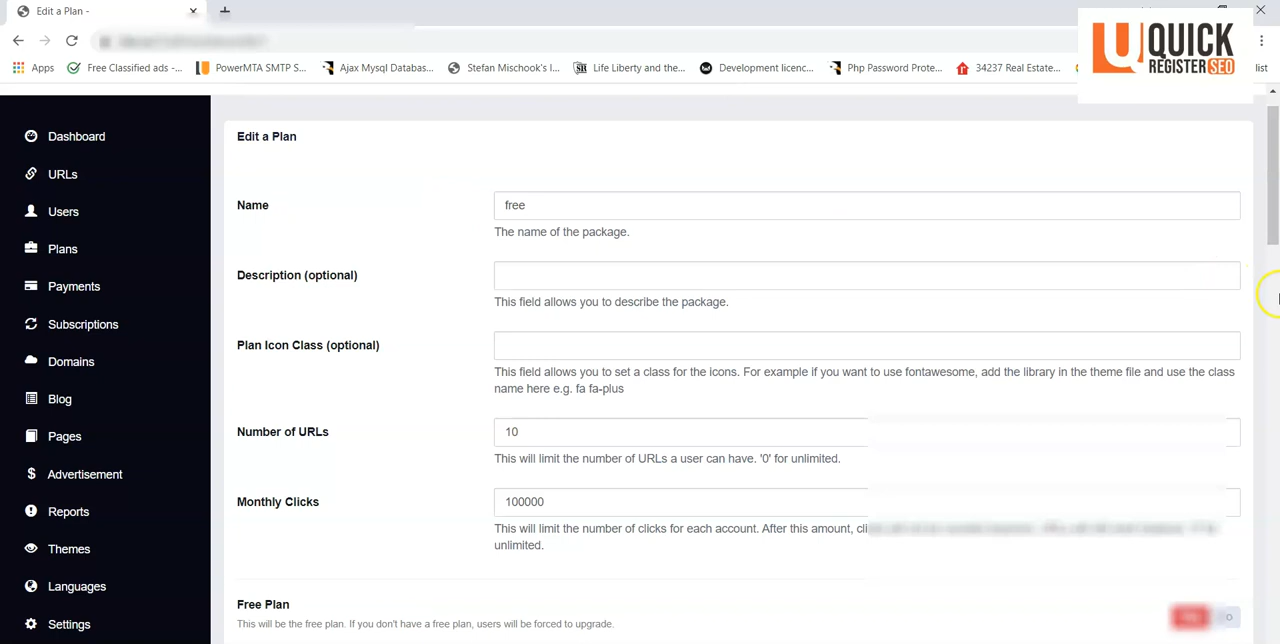 Edit a Plan -
Apps
Free Classified ads -...
PowerMTA SMTP S...
Ajax Mysql Databas...
Stefan Mischook's I...
Life Liberty and the...
Development licenc...
Php Password Prote...
34237 Real Estate...
list
QUICK
REGISTER SEO
Dashboard
URLs
Users
Plans
Payments
Subscriptions
Domains
Blog
Pages
Advertisement
Reports
Themes
Languages
Settings
Edit a Plan
Name
free
The name of the package.
Description (optional)
This field allows you to describe the package.
Plan Icon Class (optional)
This field allows you to set a class for the icons. For example if you want to use fontawesome, add the library in the theme file and use the class
name here e.g. fa fa-plus
Number of URLs
10
This will limit the number of URLs a user can have. '0' for unlimited.
Monthly Clicks
100000
This will limit the number of clicks for each account. After this amount,
unlimited.
Free Plan
This will be the free plan. If you don't have a free plan, users will be forced to upgrade.